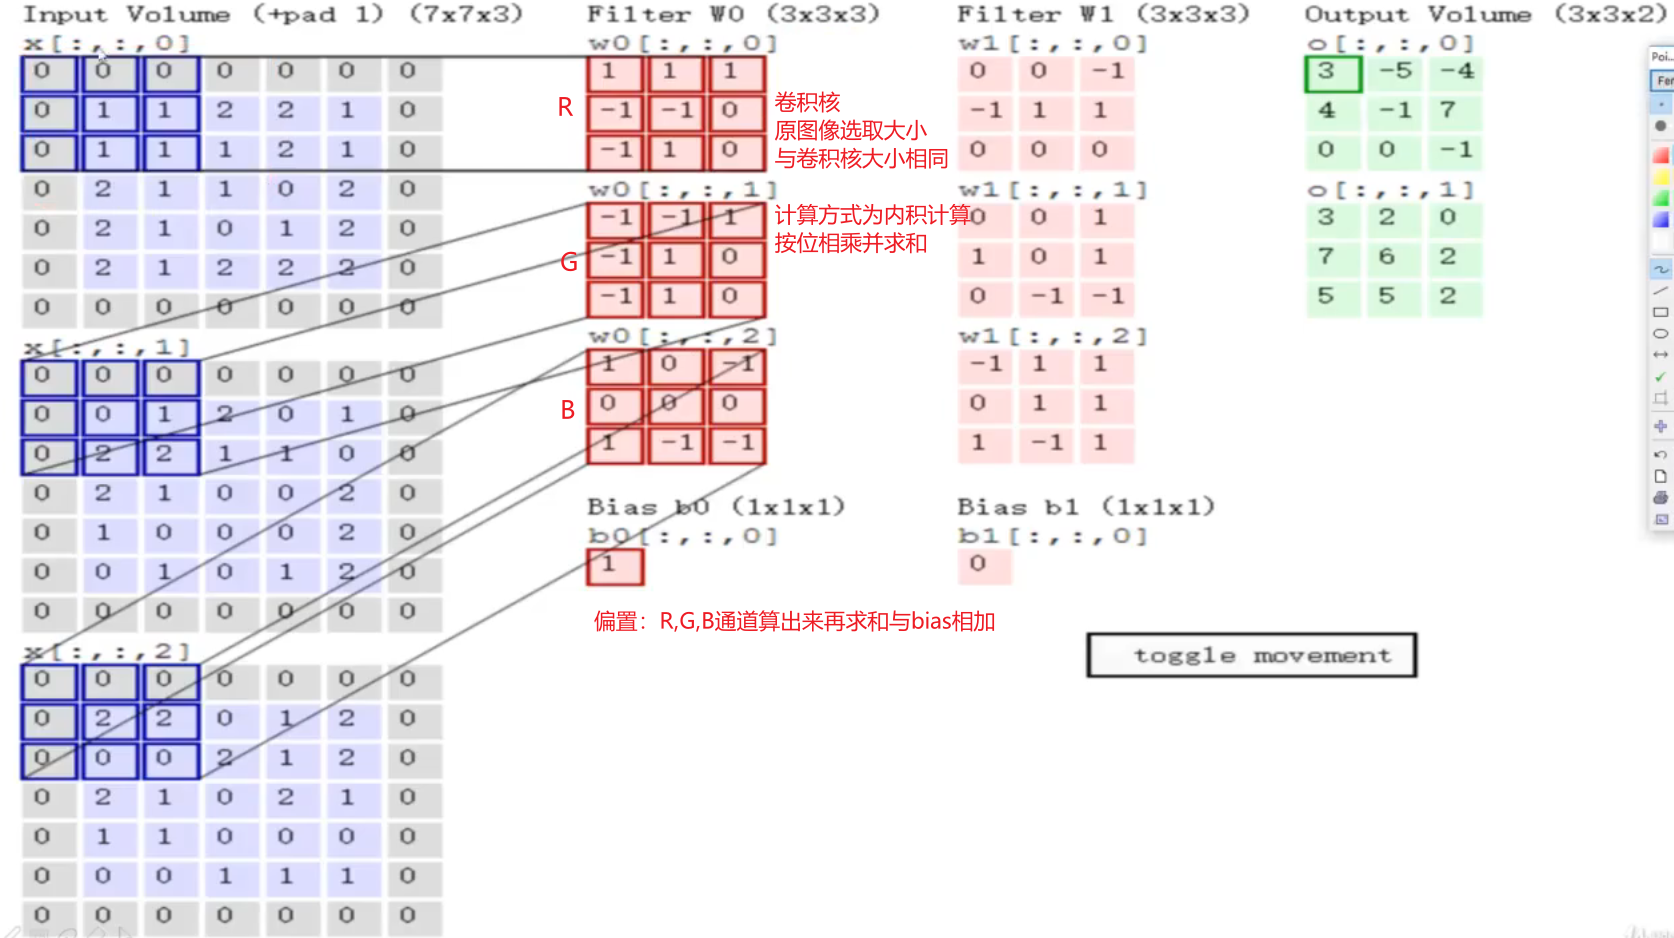 Input Volume (+pad 1) (7x7x3)
x[:,:,0]
0 0 0 0 0 0 0
0 1 1 2 2 1 0
0 1 1 1 2 1 0
0 2 1 1 0 2 0
0 2 1 0 1 2 0
0 2 1 2 2 2 0
0 0 0 0 0 0 0
x[:,:,1]
0 0 0 0 0 0 0
0 0 1 2 0 1 0
0 2 2 1 1 0 0
0 2 1 0 0 2 0
0 1 0 0 0 2 0
0 0 1 0 1 2 0
0 0 0 0 0 0 0
x[:,:,2]
0 0 0 0 0 0 0
0 2 2 0 1 2 0
0 0 0 2 1 2 0
0 2 1 0 2 1 0
0 1 1 0 0 0 0
0 0 0 1 1 1 0
0 0 0 0 0 0 0
Filter W0 (3x3x3)
w0[:,:,0]
R
1 1 1
-1 -1 0
-1 1 0
w0[:,:,1]
G
-1 -1 1
-1 1 0
-1 1 0
w0[:,:,2]
B
1 0 -1
0 0 0
1 -1 -1
Bias b0 (1x1x1)
b0[:,:,0]
1
卷积核
原图像选取大小
与卷积核大小相同
计算方式为内积计算
按位相乘并求和
偏置：R,G,B通道算出来再求和与bias相加
Filter W1 (3x3x3)
w1[:,:,0]
0 0 -1
-1 1 1
0 0 0
w1[:,:,1]
0 0 1
1 0 1
0 -1 -1
w1[:,:,2]
-1 1 1
0 1 1
1 -1 1
Bias b1 (1x1x1)
b1[:,:,0]
0
toggle movement
Output Volume (3x3x2)
o[:,:,0]
3 -5 -4
4 -1 7
0 0 -1
o[:,:,1]
3 2 0
7 6 2
5 5 2
Poi...